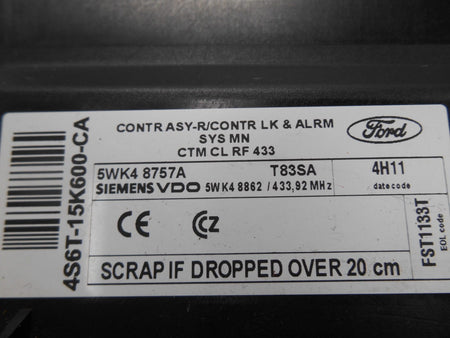 CONTR ASY-R/CONTR LK & ALRM
SYS MN
CTM CL RF 433
Ford
4S6T-15K600-CA
5WK4 8757A T83SA 4H11
SIEMENS VDO 5WK4 8862 / 433,92 MHz date code
CE CZ
FST1133T
EOL code
SCRAP IF DROPPED OVER 20 cm